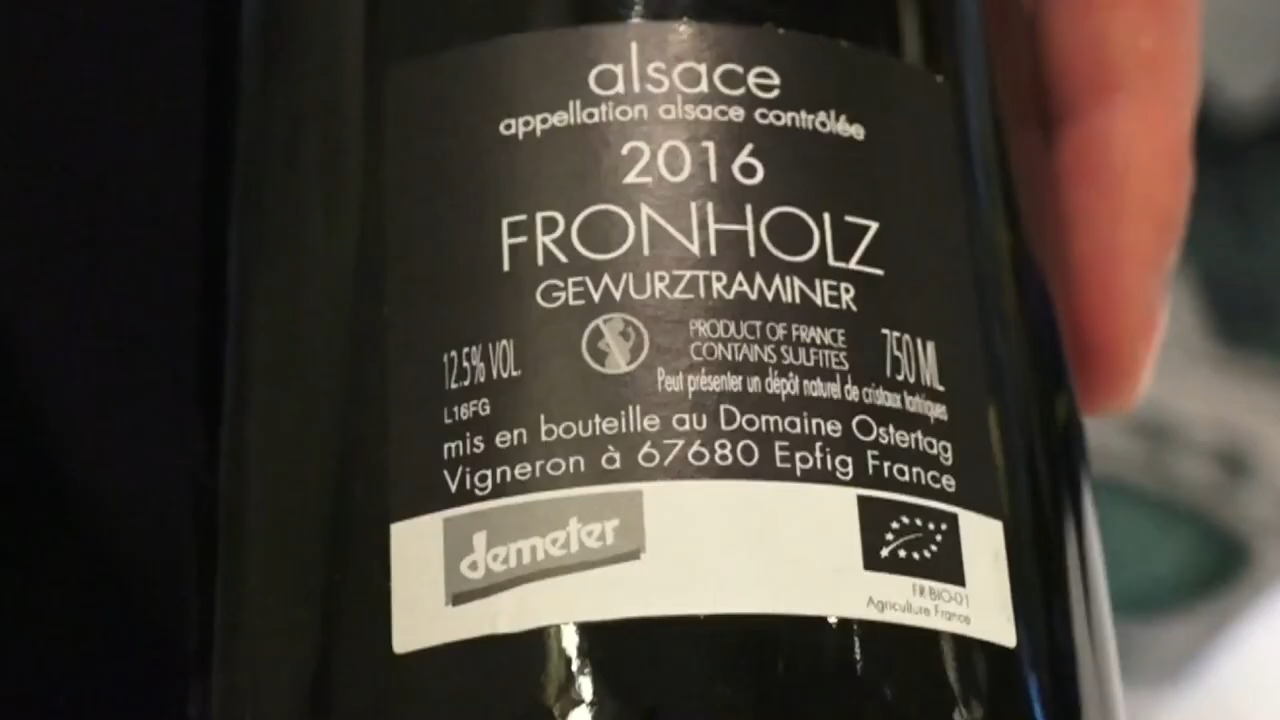 alsace
appellation alsace contrôlée
2016
FRONHOLZ
GEWURZTRAMINER
12.5% VOL.
PRODUCT OF FRANCE
CONTAINS SULFITES
750 ML
Peut présenter un dépôt naturel de cristaux tartriques
L16FG
mis en bouteille au Domaine Ostertag
Vigneron à 67680 Epfig France
demeter
FR-BIO-01
Agriculture France